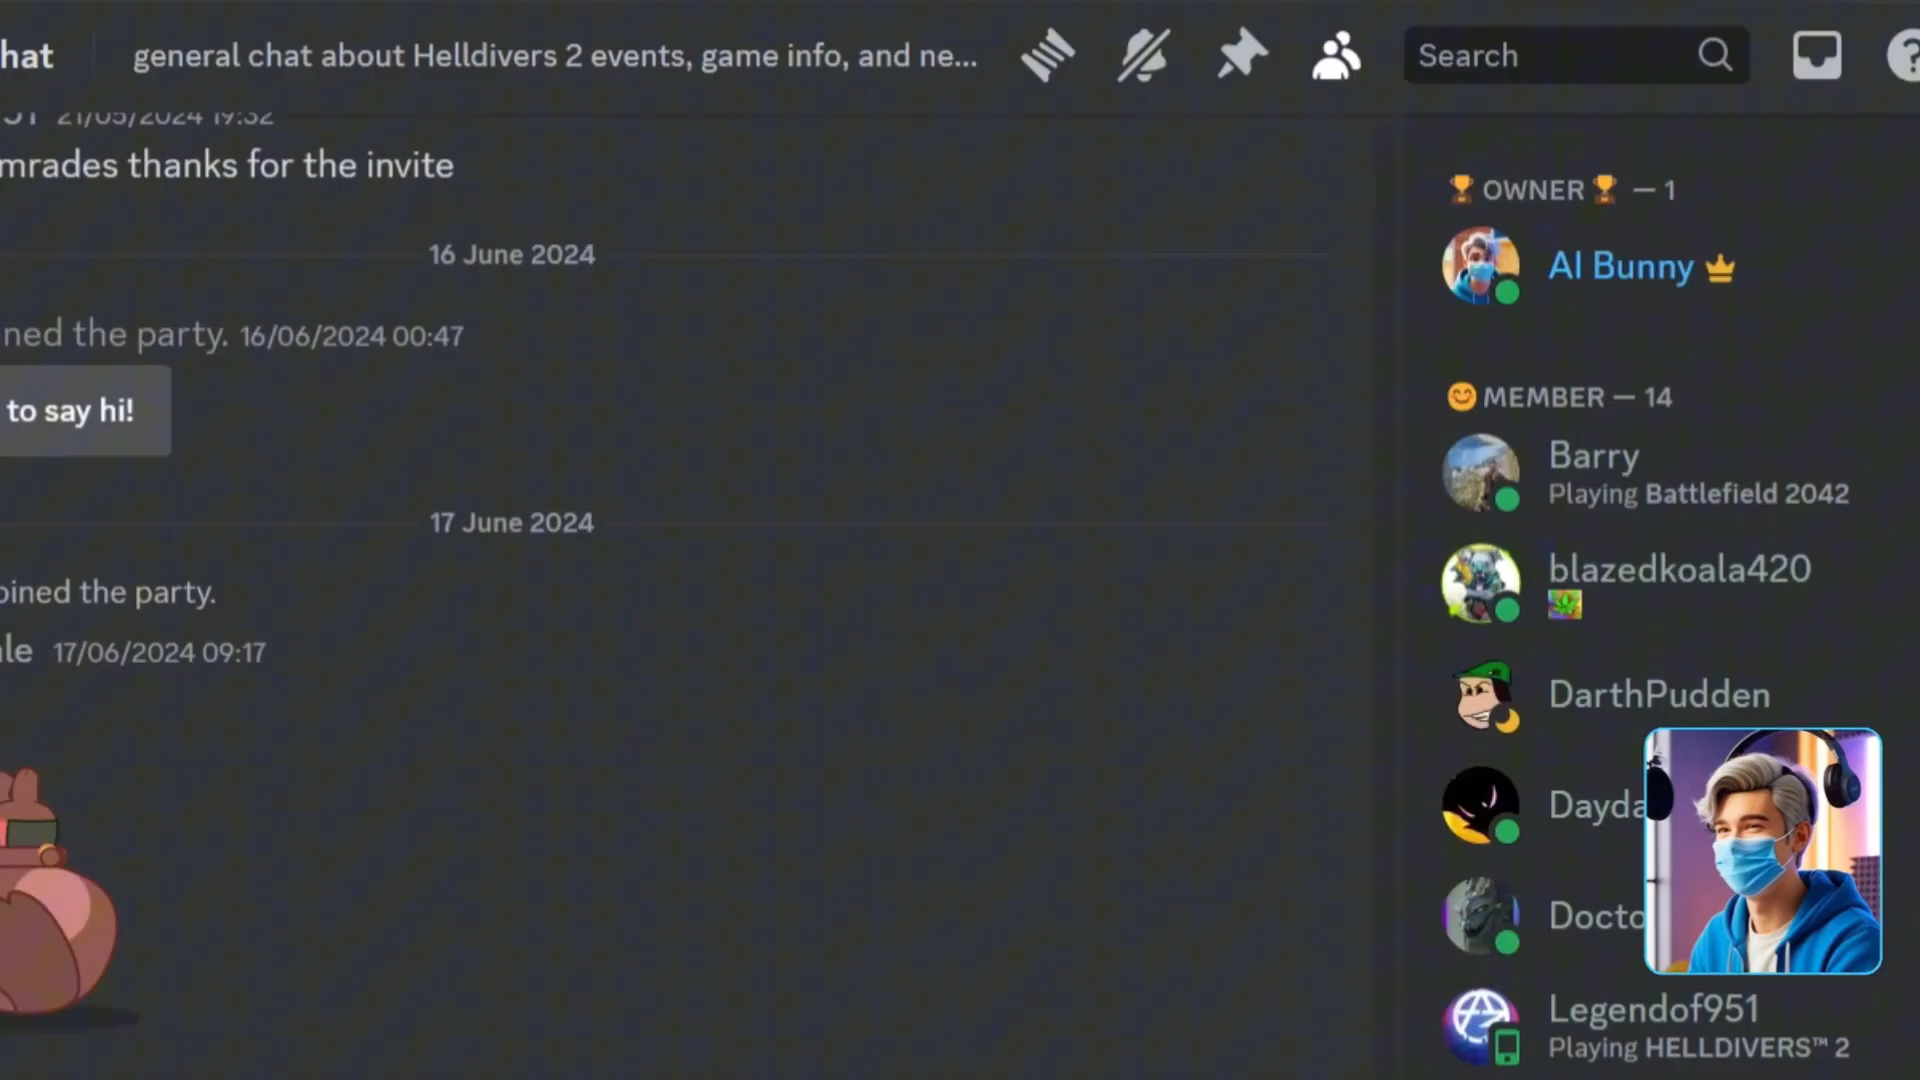 hat
general chat about Helldivers 2 events, game info, and ne...
Search
21/05/2024 19:32
mrades thanks for the invite
16 June 2024
ned the party. 16/06/2024 00:47
to say hi!
17 June 2024
oined the party.
le 17/06/2024 09:17
🏆 OWNER 🏆 — 1
AI Bunny
😊 MEMBER — 14
Barry
Playing Battlefield 2042
blazedkoala420
DarthPudden
Dayda
Docto
Legendof951
Playing HELLDIVERS™ 2